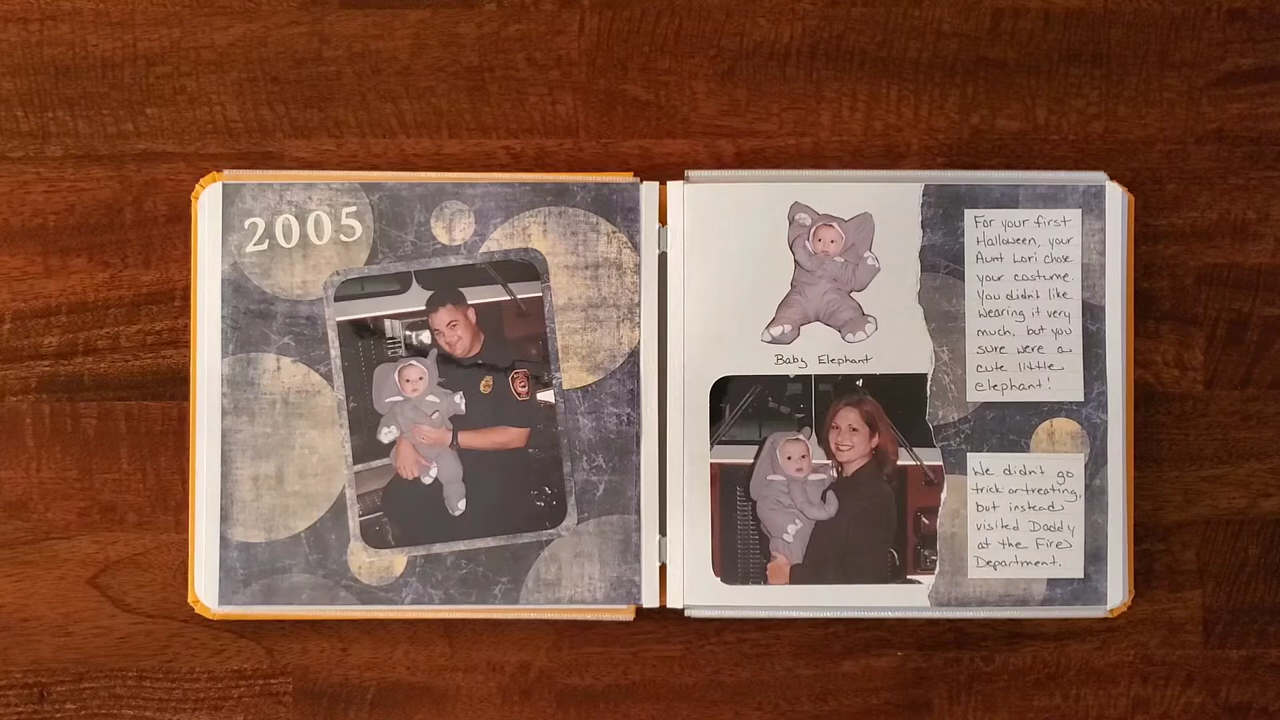 2005
Baby Elephant
For your first
Halloween, your
Aunt Lori chose
your costume.
You didn't like
wearing it very
much, but you
sure were a
cute little
elephant!
We didn't go
trick-or-treating,
but instead
visited Daddy
at the Fire
Department.